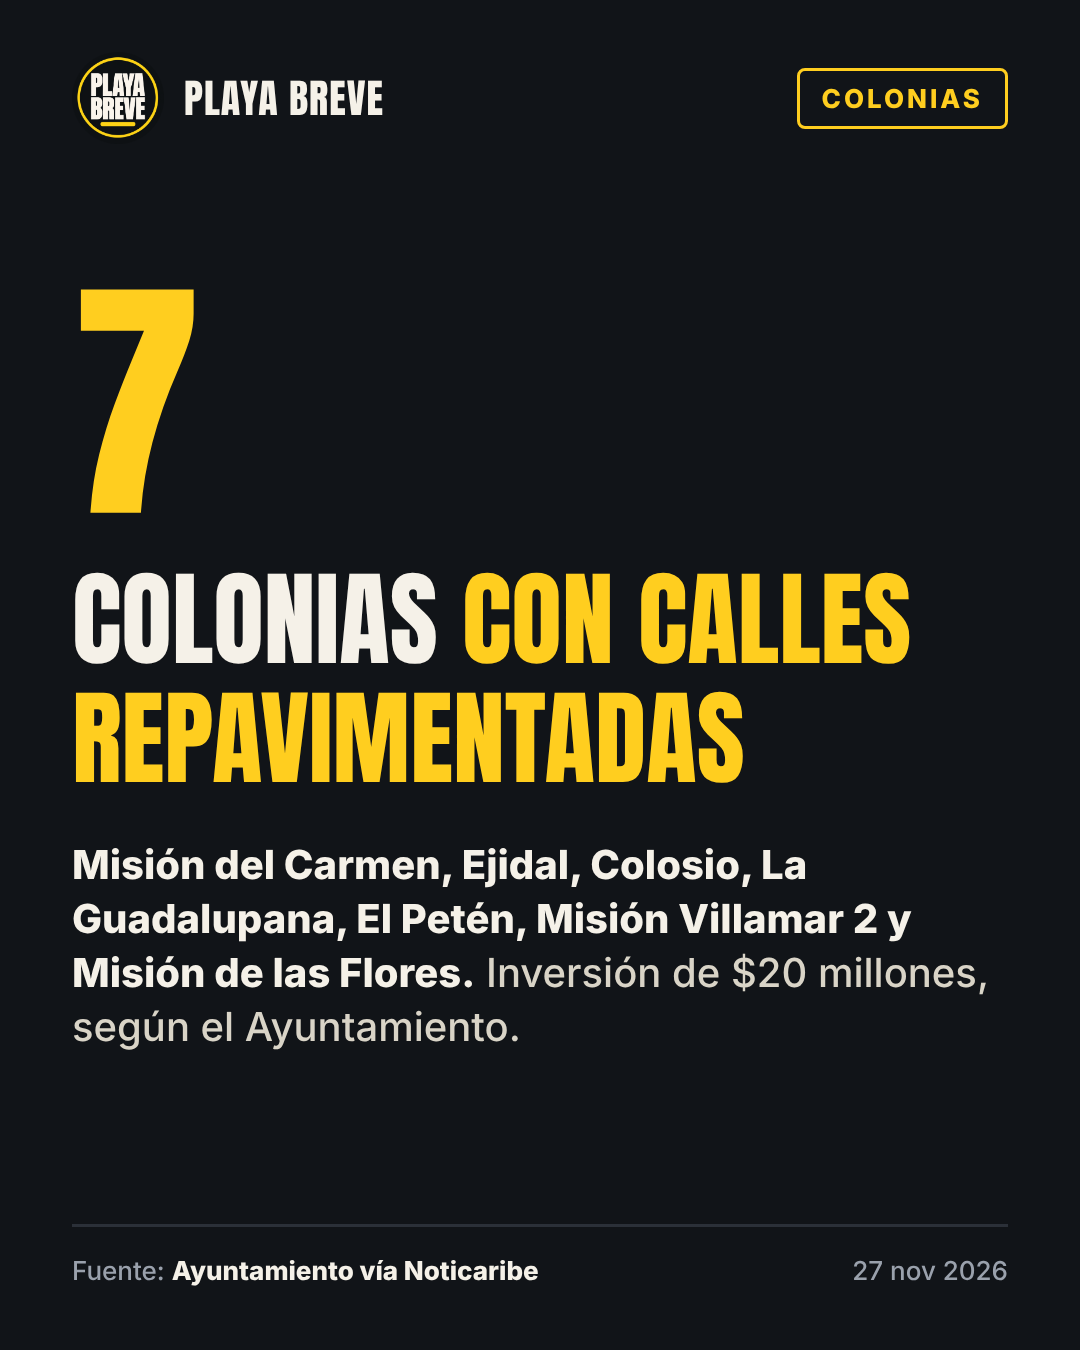 PLAYA
BREVE
PLAYA BREVE
COLONIAS
7
COLONIAS CON CALLES
REPAVIMENTADAS
Misión del Carmen, Ejidal, Colosio, La
Guadalupana, El Petén, Misión Villamar 2 y
Misión de las Flores. Inversión de $20 millones,
según el Ayuntamiento.
Fuente: Ayuntamiento vía Noticaribe
27 nov 2026